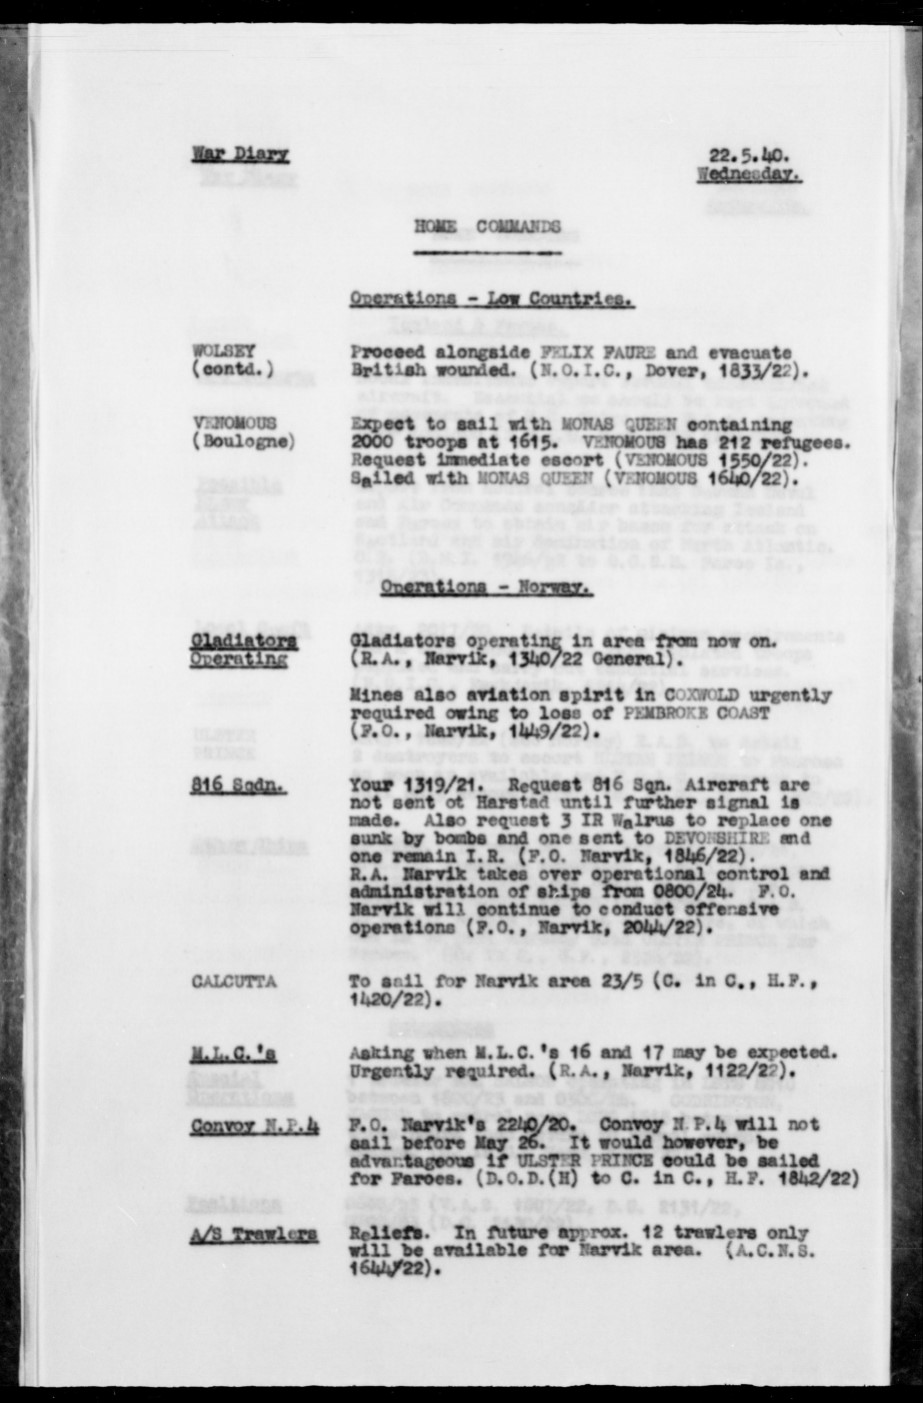 War Diary
22.5.40.
Wednesday.
HOME COMMANDS
Operations - Low Countries.
WOLSEY
(contd.)
Proceed alongside FELIX FAURE and evacuate
British wounded. (N.O.I.C., Dover, 1833/22).
VENOMOUS
(Boulogne)
Expect to sail with MONAS QUEEN containing
2000 troops at 1615. VENOMOUS has 212 refugees.
Request immediate escort (VENOMOUS 1550/22).
Sailed with MONAS QUEEN (VENOMOUS 1640/22).
Operations - Norway.
Gladiators
Operating
Gladiators operating in area from now on.
(R.A., Narvik, 1340/22 General).
Mines also aviation spirit in COXWOLD urgently
required owing to loss of PEMBROKE COAST
(F.O., Narvik, 1449/22).
816 Sqdn.
Your 1319/21. Request 816 Sqn. Aircraft are
not sent ot Harstad until further signal is
made. Also request 3 IR Walrus to replace one
sunk by bombs and one sent to DEVONSHIRE and
one remain I.R. (F.O. Narvik, 1846/22).
R.A. Narvik takes over operational control and
administration of ships from 0800/24. F.O.
Narvik will continue to conduct offensive
operations (F.O., Narvik, 2044/22).
CALCUTTA
To sail for Narvik area 23/5 (C. in C., H.F.,
1420/22).
M.L.C.'s
Asking when M.L.C.'s 16 and 17 may be expected.
Urgently required. (R.A., Narvik, 1122/22).
Convoy N.P.4
F.O. Narvik's 2240/20. Convoy N.P.4 will not
sail before May 26. It would however, be
advantageous if ULSTER PRINCE could be sailed
for Faroes. (D.O.D.(H) to C. in C., H.F. 1842/22)
A/S Trawlers
Reliefs. In future approx. 12 trawlers only
will be available for Narvik area. (A.C.N.S.
1644/22).